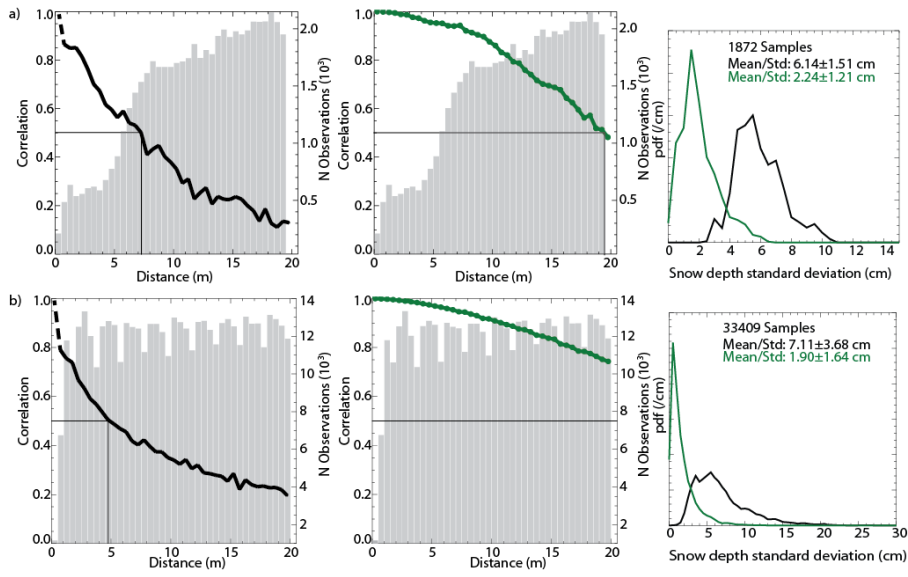 a)
1.0
0.8
0.6
0.4
0.2
0.0
Correlation
0
5
10
15
20
Distance (m)
2.0
1.5
1.0
0.5
N Observations (10³)
1.0
0.8
0.6
0.4
0.2
0.0
Correlation
0
5
10
15
20
Distance (m)
2.0
1.5
1.0
0.5
N Observations (10³)
pdf (/cm)
1872 Samples
Mean/Std: 6.14±1.51 cm
Mean/Std: 2.24±1.21 cm
0 2 4 6 8 10 12 14
Snow depth standard deviation (cm)
b)
1.0
0.8
0.6
0.4
0.2
0.0
Correlation
0
5
10
15
20
Distance (m)
14
12
10
8
7
6
4
2
N Observations (10³)
1.0
0.8
0.6
0.4
0.2
0.0
Correlation
0
5
10
15
20
Distance (m)
14
12
10
8
7
6
4
2
N Observations (10³)
pdf (/cm)
33409 Samples
Mean/Std: 7.11±3.68 cm
Mean/Std: 1.90±1.64 cm
0 5 10 15 20 25 30
Snow depth standard deviation (cm)